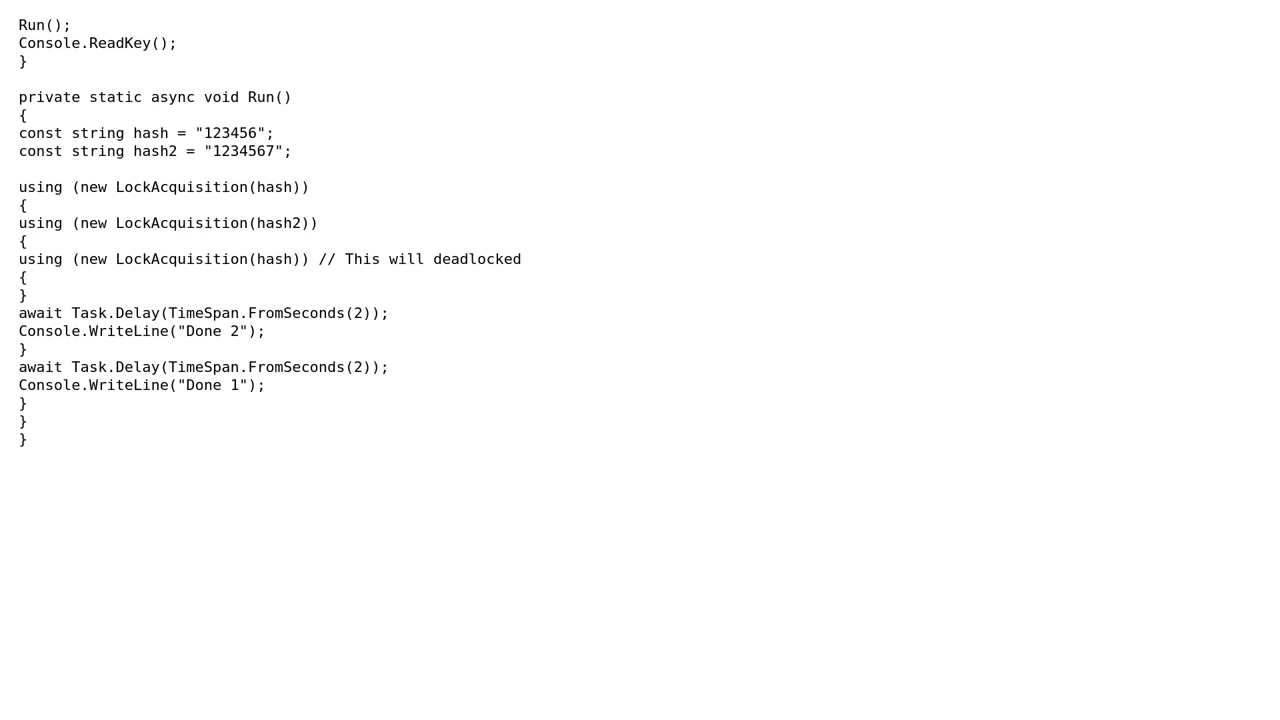 Run();
Console.ReadKey();
}
private static async void Run()
{
const string hash = "123456";
const string hash2 = "1234567";
using (new LockAcquisition(hash))
{
using (new LockAcquisition(hash2))
{
using (new LockAcquisition(hash)) // This will deadlocked
{
}
await Task.Delay(TimeSpan.FromSeconds(2));
Console.WriteLine("Done 2");
}
await Task.Delay(TimeSpan.FromSeconds(2));
Console.WriteLine("Done 1");
}
}
}